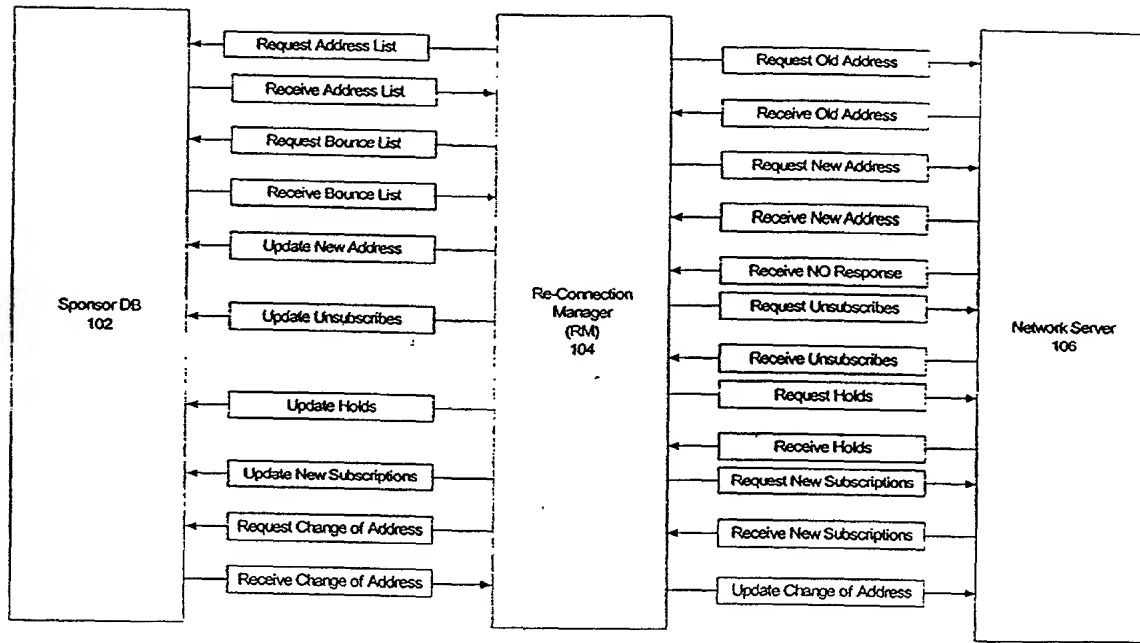 Sponsor DB
102
Request Address List
Receive Address List
Request Bounce List
Receive Bounce List
Update New Address
Update Unsubscribes
Update Holds
Update New Subscriptions
Request Change of Address
Receive Change of Address
Re-Connection
Manager
(RM)
104
Request Old Address
Receive Old Address
Request New Address
Receive New Address
Receive NO Response
Request Unsubscribes
Receive Unsubscribes
Request Holds
Receive Holds
Request New Subscriptions
Receive New Subscriptions
Update Change of Address
Network Server
106